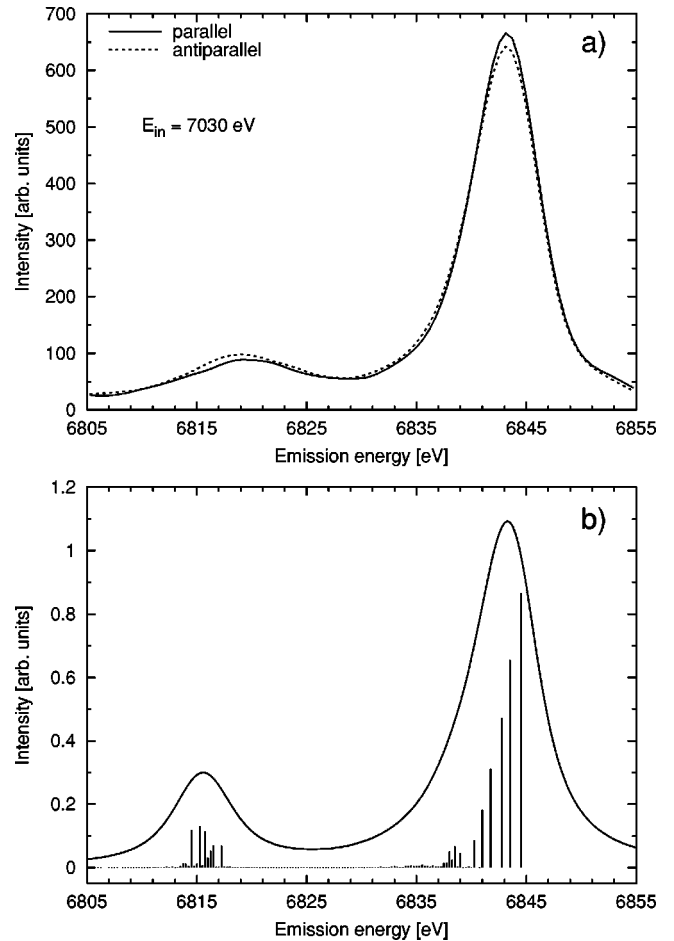 700
600
500
400
300
200
100
0
Intensity [arb. units]
parallel
antiparallel
a)
E_in = 7030 eV
6805 6815 6825 6835 6845 6855
Emission energy [eV]
1.2
1
0.8
0.6
0.4
0.2
0
Intensity [arb. units]
b)
6805 6815 6825 6835 6845 6855
Emission energy [eV]